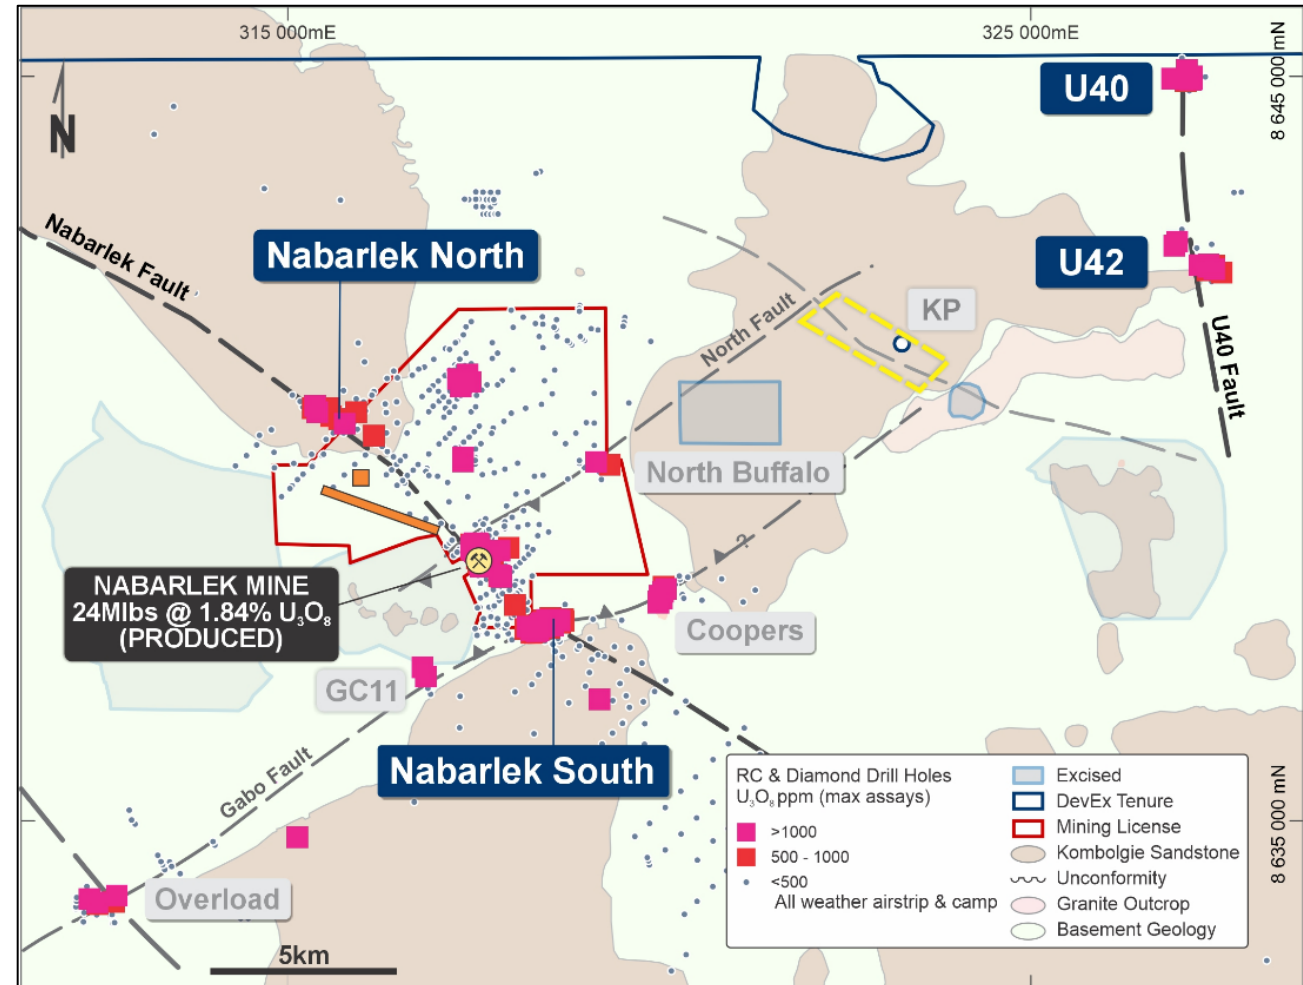 315 000mE
325 000mE
8 645 000 mN
N
U40
Nabarlek Fault
Nabarlek North
U42
KP
North Fault
U40 Fault
North Buffalo
?
NABARLEK MINE
24Mlbs @ 1.84% U₃O₈
(PRODUCED)
Coopers
GC11
Nabarlek South
Gabo Fault
Overload
5km
8 635 000 mN
RC & Diamond Drill Holes
U₃O₈ ppm (max assays)
>1000
500 - 1000
<500
All weather airstrip & camp
Excised
DevEx Tenure
Mining License
Kombolgie Sandstone
Unconformity
Granite Outcrop
Basement Geology